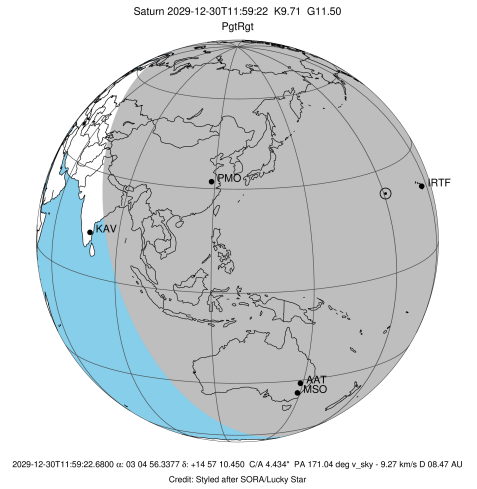 Saturn 2029-12-30T11:59:22 K9.71 G11.50
PgtRgt
PMO
IRTF
KAV
AAT
MSO
2029-12-30T11:59:22.6800 α: 03 04 56.3377 δ: +14 57 10.450 C/A 4.434" PA 171.04 deg v_sky - 9.27 km/s D 08.47 AU
Credit: Styled after SORA/Lucky Star